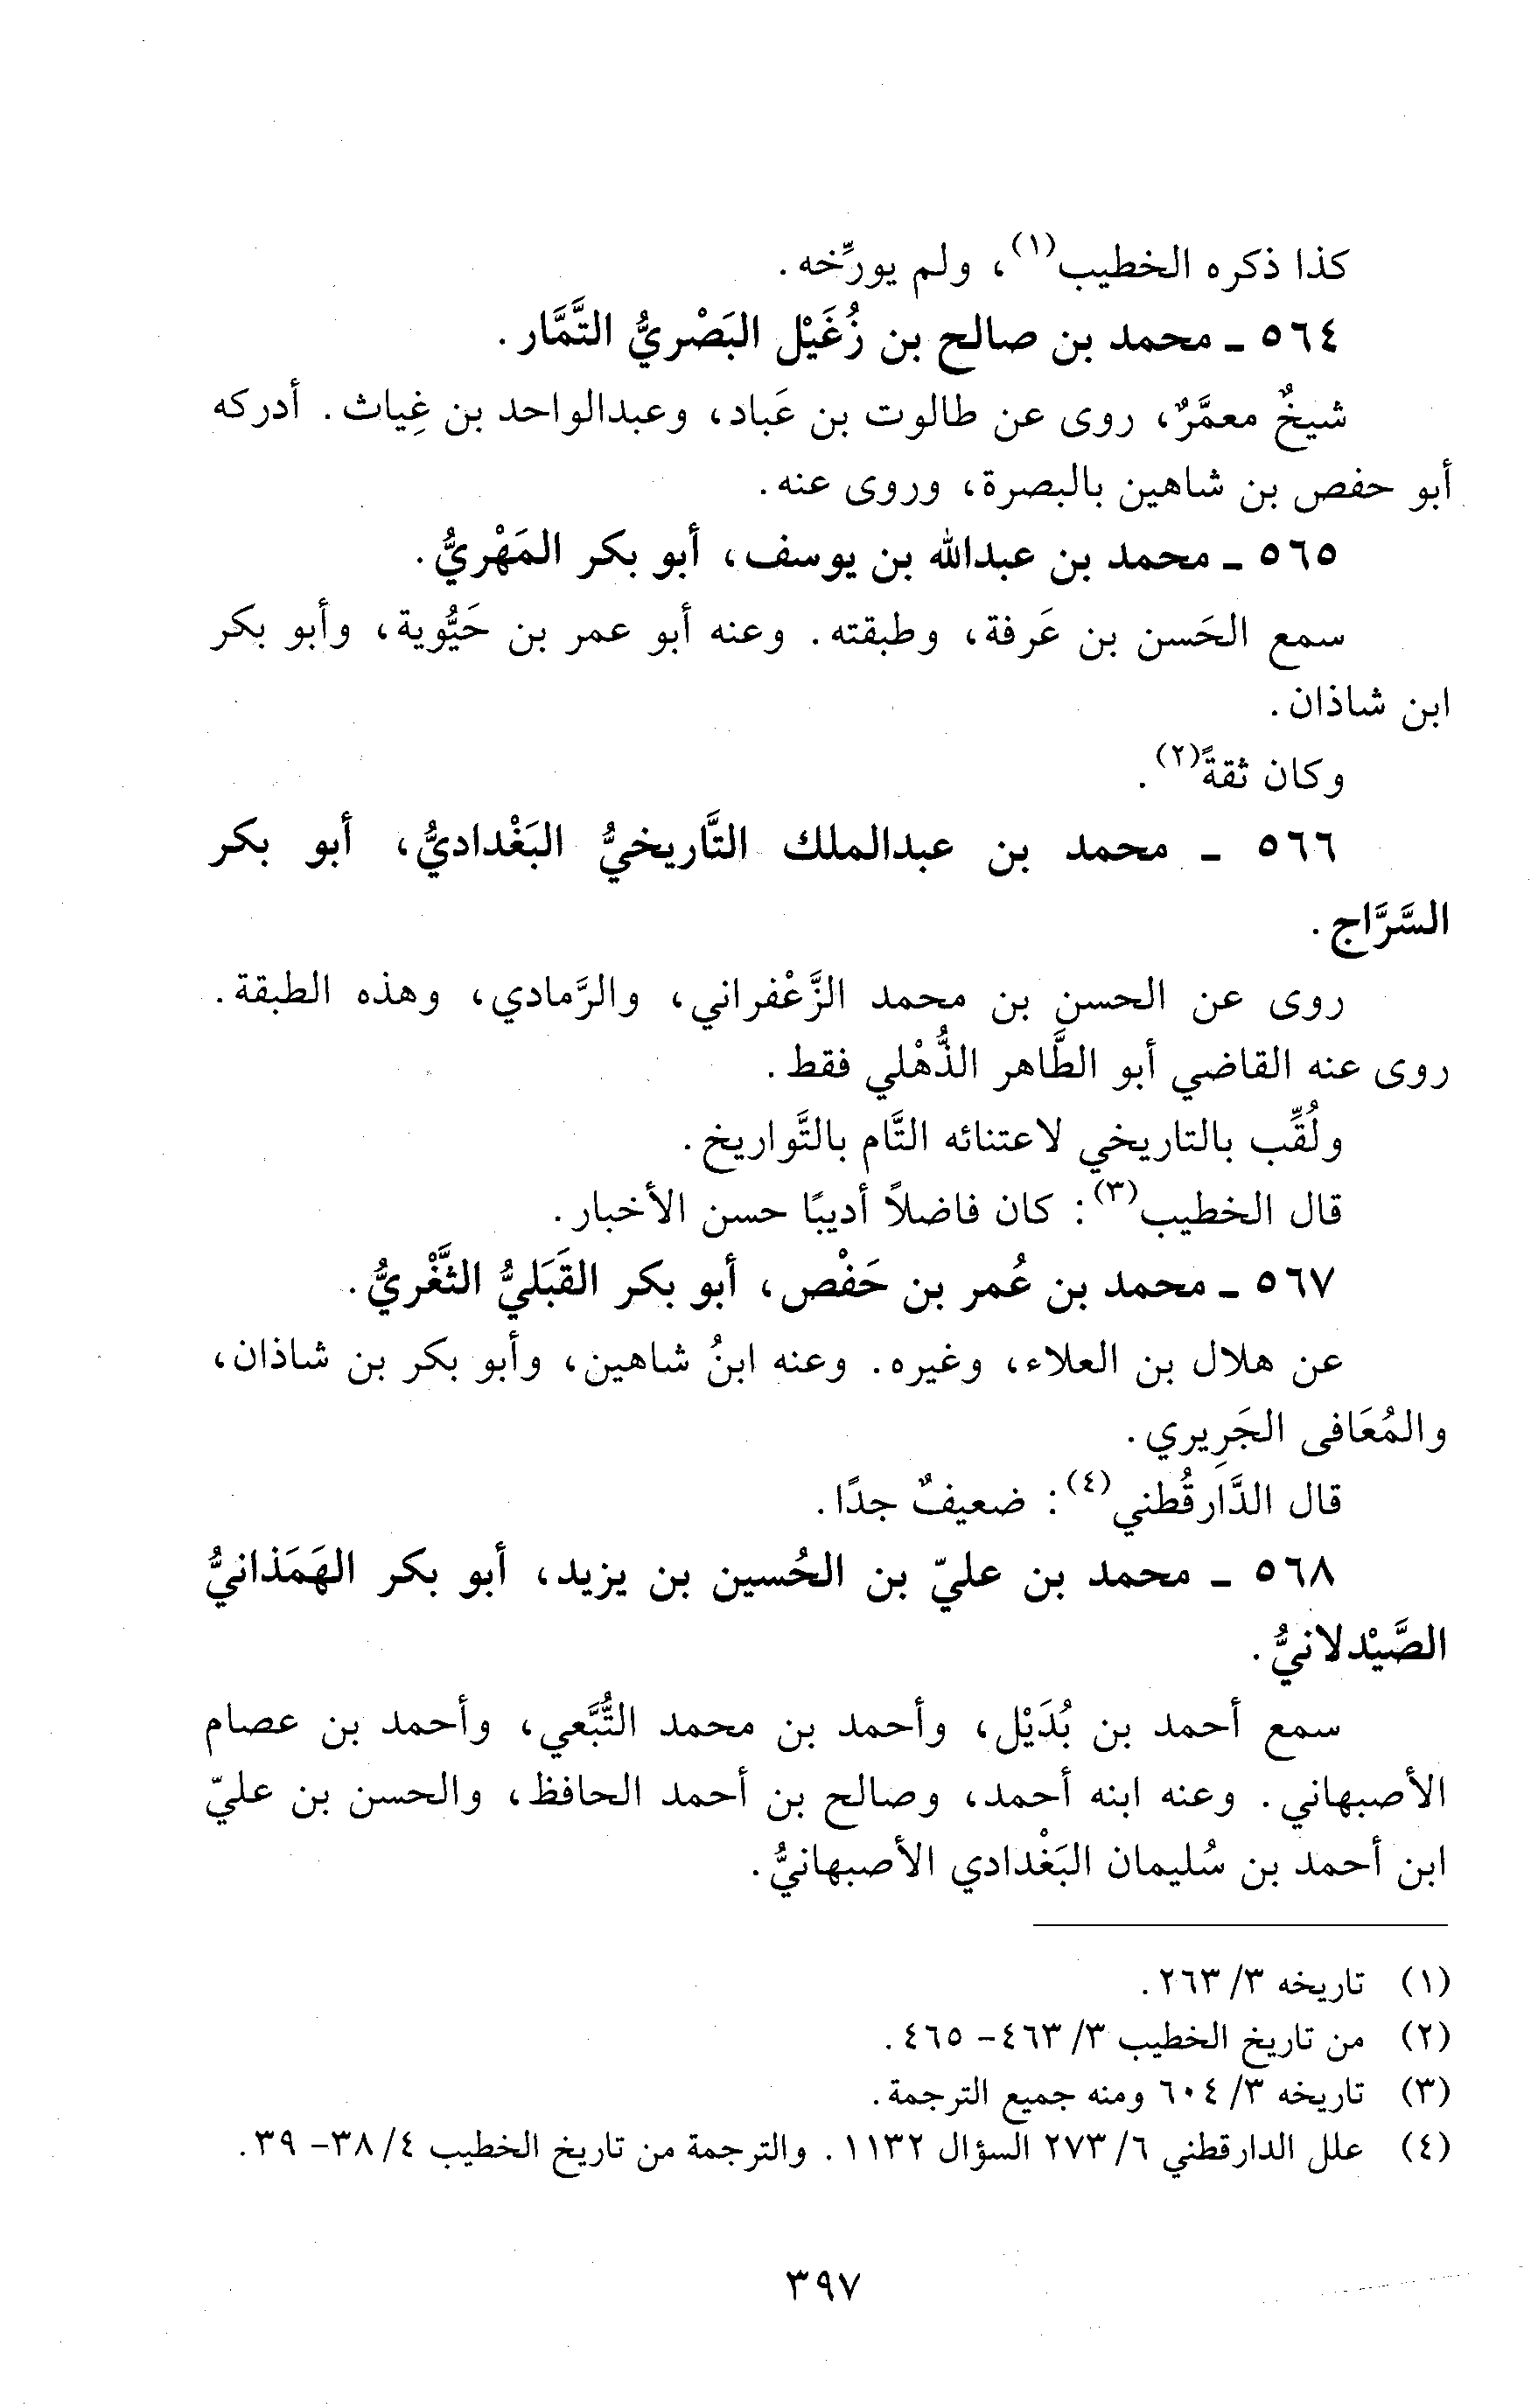 كذا ذكره الخطيب(١)، ولم يورِّخه.
٥٦٤ ـ محمد بن صالح بن زُغَيْل البَصْريُّ التَّمَّار.
شيخٌ معمَّرٌ، روى عن طالوت بن عَباد، وعبدالواحد بن غِياث. أدركه
أبو حفص بن شاهين بالبصرة، وروى عنه.
٥٦٥ ـ محمد بن عبدالله بن يوسف، أبو بكر المَهْريُّ.
سمع الحَسن بن عَرفة، وطبقته. وعنه أبو عمر بن حَيُّوية، وأبو بكر
ابن شاذان.
وكان ثقةً(٢).
٥٦٦ ـ محمد بن عبدالملك التَّاريخيُّ البَغْداديُّ، أبو بكر
السَّرَّاج.
روى عن الحسن بن محمد الزَّعْفراني، والرَّمادي، وهذه الطبقة.
روى عنه القاضي أبو الطَّاهر الذُّهْلي فقط.
ولُقِّب بالتاريخي لاعتنائه التَّام بالتَّواريخ.
قال الخطيب(٣): كان فاضلاً أديبًا حسن الأخبار.
٥٦٧ ـ محمد بن عُمر بن حَفْص، أبو بكر القَبَليُّ الثَّغْريُّ.
عن هلال بن العلاء، وغيره. وعنه ابنُ شاهين، وأبو بكر بن شاذان،
والمُعَافى الجَرِيري.
قال الدَّارقُطني(٤): ضعيفٌ جدًا.
٥٦٨ ـ محمد بن عليّ بن الحُسين بن يزيد، أبو بكر الهَمَذانيُّ
الصَّيْدلانيُّ.
سمع أحمد بن بُدَيْل، وأحمد بن محمد التُّبَّعي، وأحمد بن عصام
الأصبهاني. وعنه ابنه أحمد، وصالح بن أحمد الحافظ، والحسن بن عليّ
ابن أحمد بن سُليمان البَغْدادي الأصبهانيُّ.
(١) تاريخه ٣/ ٢٦٣.
(٢) من تاريخ الخطيب ٣/ ٤٦٣- ٤٦٥.
(٣) تاريخه ٣/ ٦٠٤ ومنه جميع الترجمة.
(٤) علل الدارقطني ٦/ ٢٧٣ السؤال ١١٣٢. والترجمة من تاريخ الخطيب ٤/ ٣٨- ٣٩.
٣٩٧